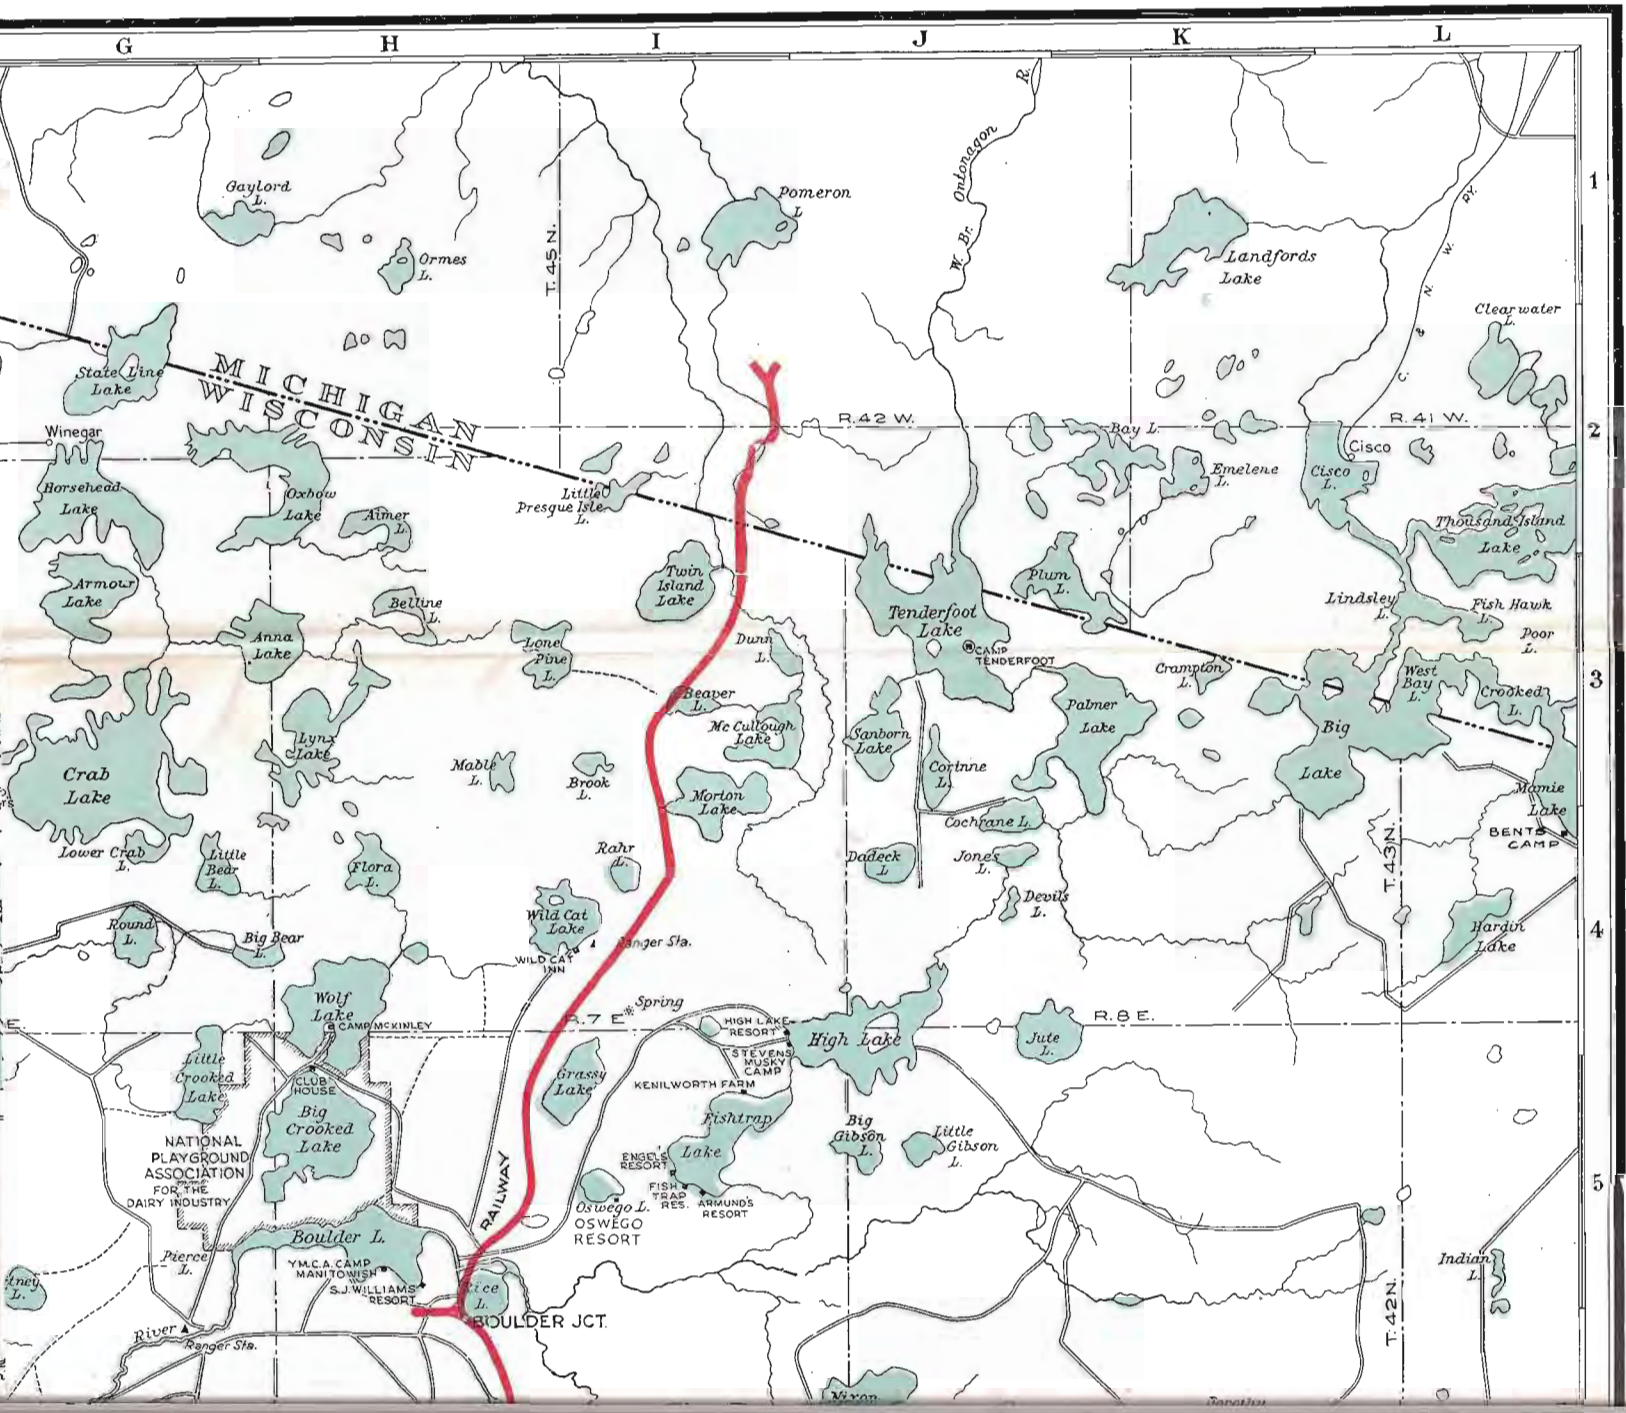 G H I J K L
1
Gaylord
L.
Ormes
L.
T. 45 N.
Pomeron
L
W. Br. Ontonagon R.
Landfords
Lake
C. & N. W. RY.
Clearwater
L.
State Line
Lake
MICHIGAN
WISCONSIN
R. 42 W.
R. 41 W.
2
Winegar
Bay L.
Cisco
Cisco
L.
Emelene
L.
Horsehead
Lake
Oxbow
Lake
Aimer
L
Little
Presque Isle
L.
Thousand Island
Lake
Armour
Lake
Twin
Island
Lake
Plum
L.
Belline
L.
Lindsley
L.
Fish Hawk
L.
Tenderfoot
Lake
Anna
Lake
Lone
Pine
L.
Dunn
L.
Poor
L.
CAMP
TENDERFOOT
Crampton
L.
West
Bay
L.
3
Beaver
L.
Crooked
L.
Palmer
Lake
Mc Cullough
Lake
Sanborn
Lake
Big
Lake
Lynx
Lake
Crab
Lake
Mable
L.
Brook
L.
Corinne
L.
Morton
Lake
Mamie
Lake
Cochrane L.
BENTS
CAMP
Lower Crab
L.
Little
Bear
L.
Flora
L.
Rahr
L.
Dadeck
L
Jones
L.
T. 43 N.
Devils
L.
Wild Cat
Lake
Round
L.
Big Bear
L.
Ranger Sta.
WILD CAT
INN
Hardin
Lake
4
Wolf
Lake
CAMP MCKINLEY
Spring
R. 7 E
HIGH LAKE
RESORT
High Lake
Jute
L.
R. 8 E.
E
Little
Crooked
Lake
STEVENS
MUSKY
CAMP
CLUB
HOUSE
Grassy
Lake
KENILWORTH FARM
Big
Crooked
Lake
Fishtrap
Lake
Big
Gibson
L.
Little
Gibson
L.
NATIONAL
PLAYGROUND
ASSOCIATION
FOR THE
DAIRY INDUSTRY
ENGELS
RESORT
FISH
TRAP
RES.
ARMUND'S
RESORT
5
RAILWAY
Oswego L.
OSWEGO
RESORT
Boulder L.
Pierce
L.
Y.M.C.A. CAMP
MANITOWISH
S.J. WILLIAMS
RESORT
Indian
L.
tney
L.
Rice
L.
BOULDER JCT.
River
Ranger Sta.
T. 42 N.
Nixon